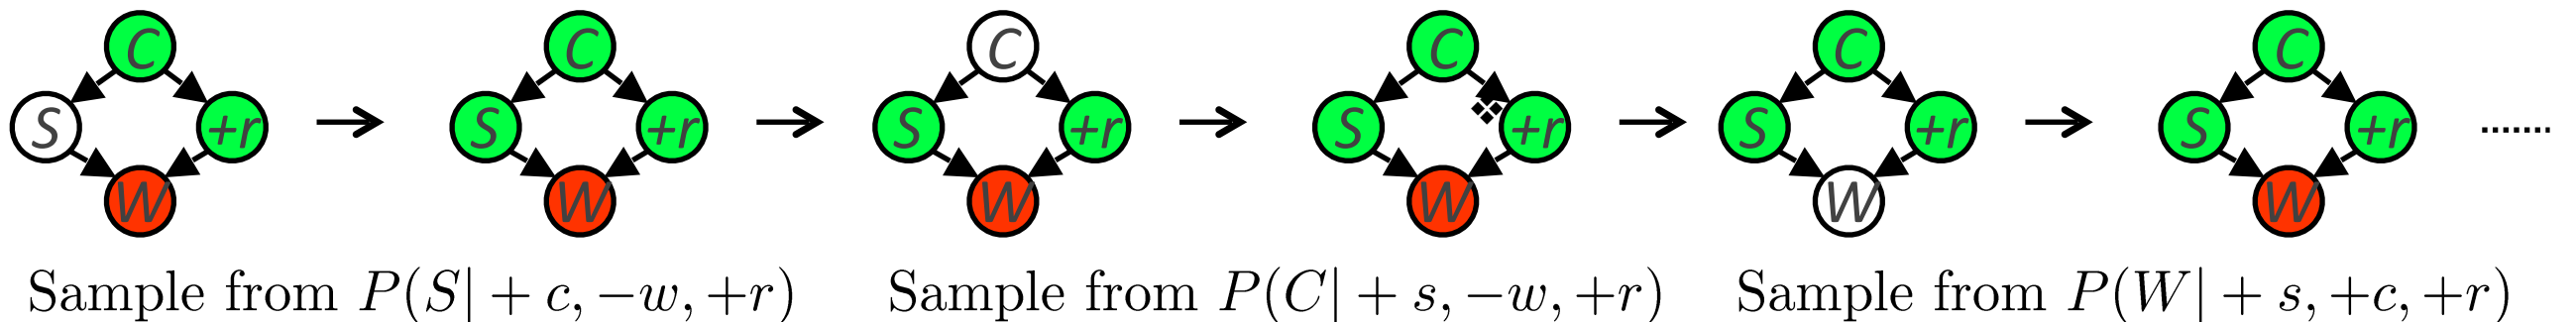 C C C C C C
S +r S +r S +r S +r S +r S +r .......
W W W W W W
Sample from P(S| + c, −w, +r) Sample from P(C| + s, −w, +r) Sample from P(W| + s, +c, +r)